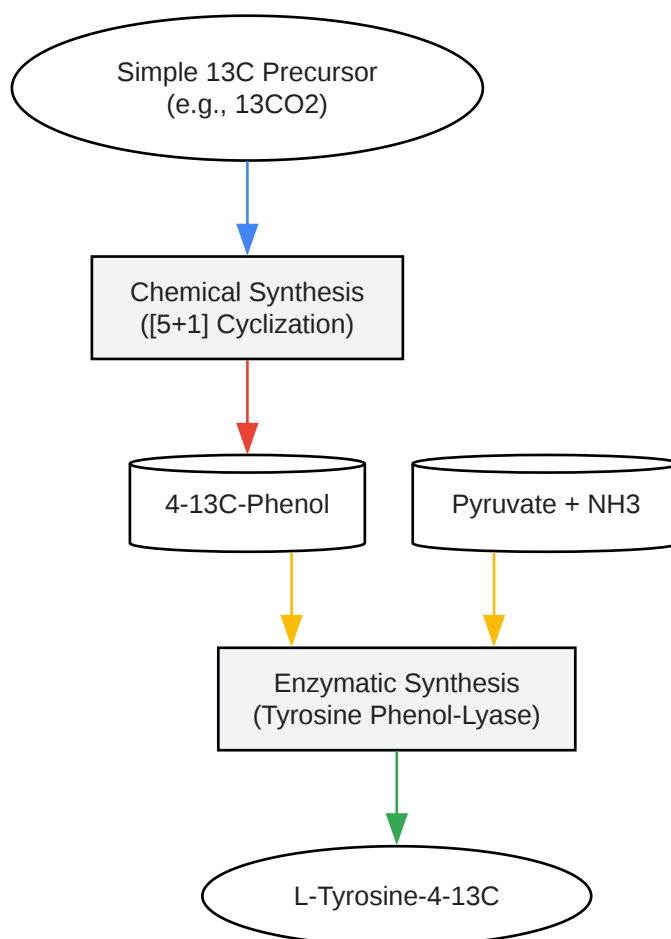 Simple 13C Precursor
(e.g., 13CO2)
Chemical Synthesis
([5+1] Cyclization)
4-13C-Phenol
Pyruvate + NH3
Enzymatic Synthesis
(Tyrosine Phenol-Lyase)
L-Tyrosine-4-13C